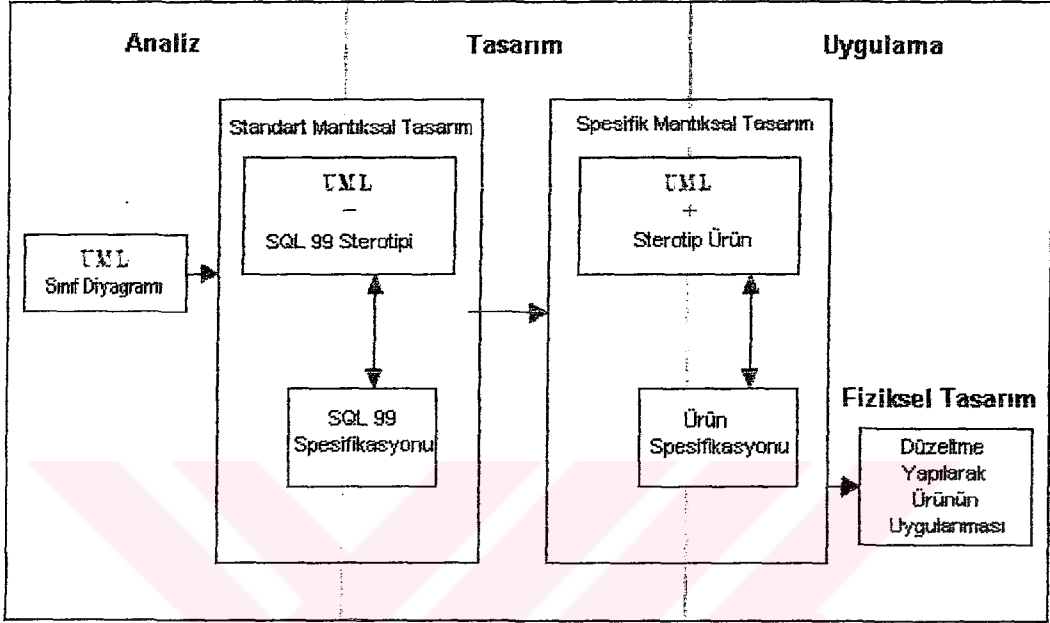 Analiz
Tasarım
Uygulama
Standart Mantıksal Tasarım
UML
–
SQL 99 Sterotipi
SQL 99
Spesifikasyonu
UML
Sınıf Diyagramı
Spesifik Mantıksal Tasarım
UML
+
Sterotip Ürün
Ürün
Spesifikasyonu
Fiziksel Tasarım
Düzeltme
Yapılarak
Ürünün
Uygulanması